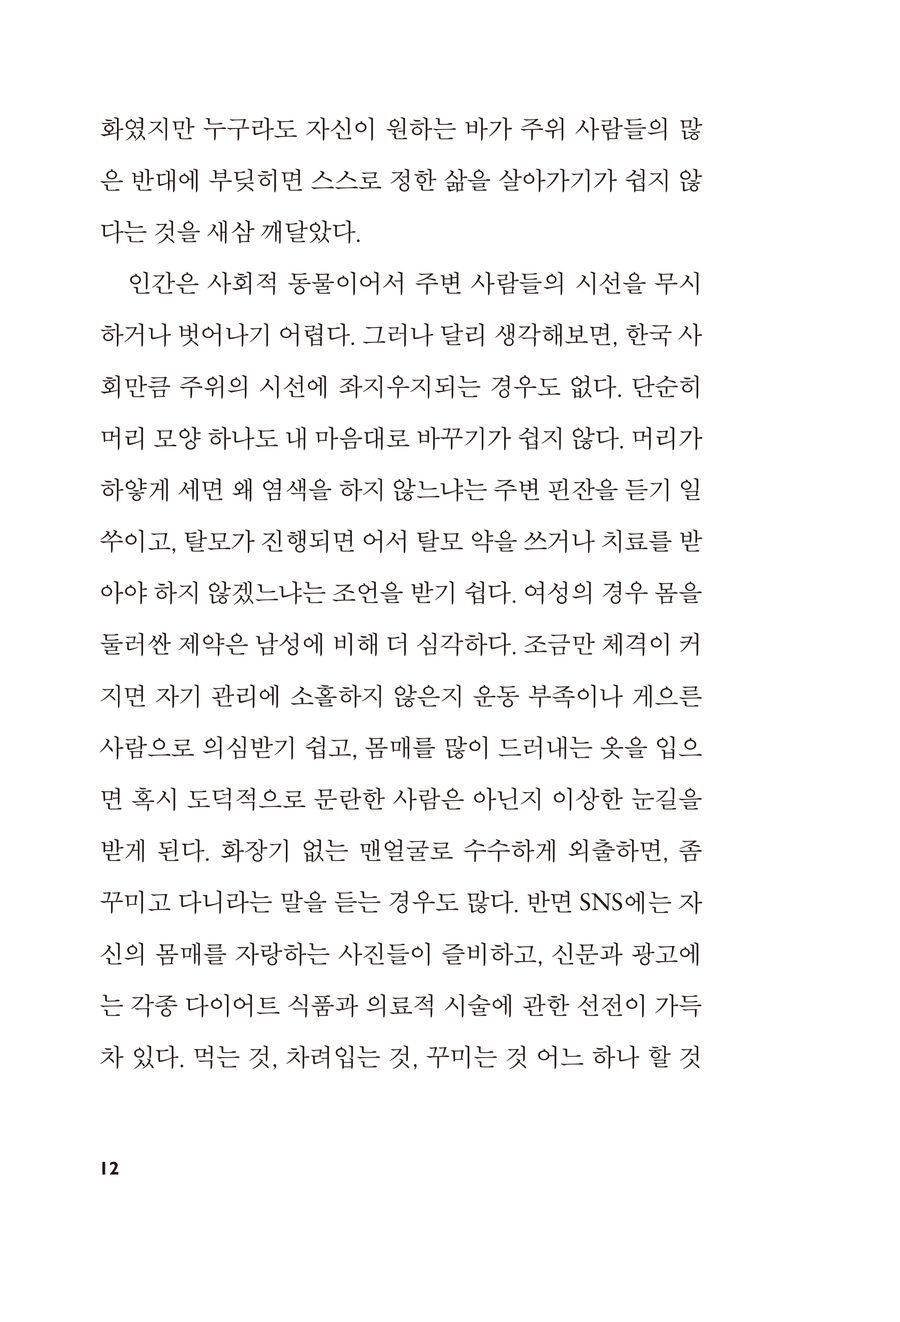 화였지만 누구라도 자신이 원하는 바가 주위 사람들의 많
은 반대에 부딪히면 스스로 정한 삶을 살아가기가 쉽지 않
다는 것을 새삼 깨달았다.
인간은 사회적 동물이어서 주변 사람들의 시선을 무시
하거나 벗어나기 어렵다. 그러나 달리 생각해보면, 한국 사
회만큼 주위의 시선에 좌지우지되는 경우도 없다. 단순히
머리 모양 하나도 내 마음대로 바꾸기가 쉽지 않다. 머리가
하얗게 세면 왜 염색을 하지 않느냐는 주변 핀잔을 듣기 일
쑤이고, 탈모가 진행되면 어서 탈모 약을 쓰거나 치료를 받
아야 하지 않겠느냐는 조언을 받기 쉽다. 여성의 경우 몸을
둘러싼 제약은 남성에 비해 더 심각하다. 조금만 체격이 커
지면 자기 관리에 소홀하지 않은지 운동 부족이나 게으른
사람으로 의심받기 쉽고, 몸매를 많이 드러내는 옷을 입으
면 혹시 도덕적으로 문란한 사람은 아닌지 이상한 눈길을
받게 된다. 화장기 없는 맨얼굴로 수수하게 외출하면, 좀
꾸미고 다니라는 말을 듣는 경우도 많다. 반면 SNS에는 자
신의 몸매를 자랑하는 사진들이 즐비하고, 신문과 광고에
는 각종 다이어트 식품과 의료적 시술에 관한 선전이 가득
차 있다. 먹는 것, 차려입는 것, 꾸미는 것 어느 하나 할 것
12